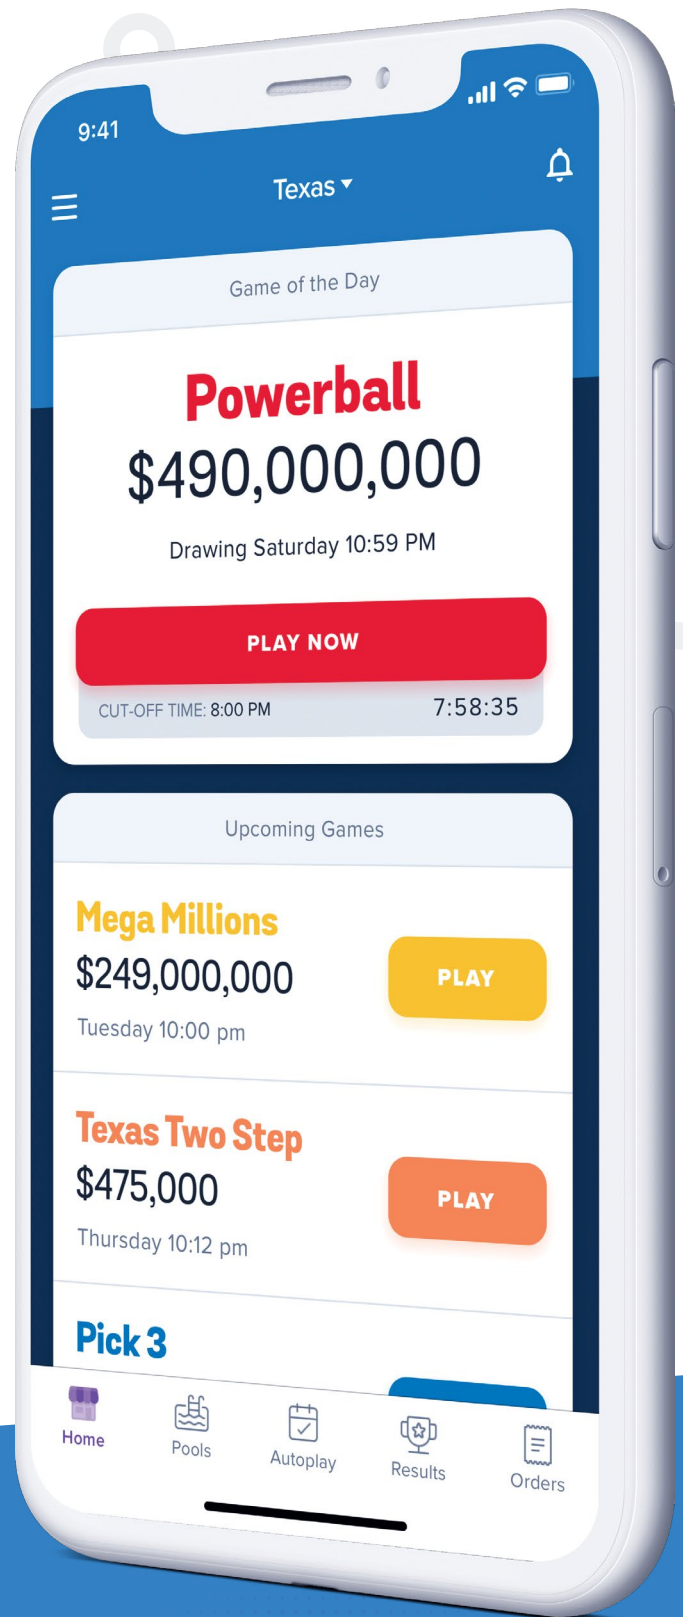 9:41
Texas
Game of the Day
Powerball
$490,000,000
Drawing Saturday 10:59 PM
PLAY NOW
CUT-OFF TIME: 8:00 PM 7:58:35
Upcoming Games
Mega Millions
$249,000,000
PLAY
Tuesday 10:00 pm
Texas Two Step
$475,000
PLAY
Thursday 10:12 pm
Pick 3
Home
Pools
Autoplay
Results
Orders